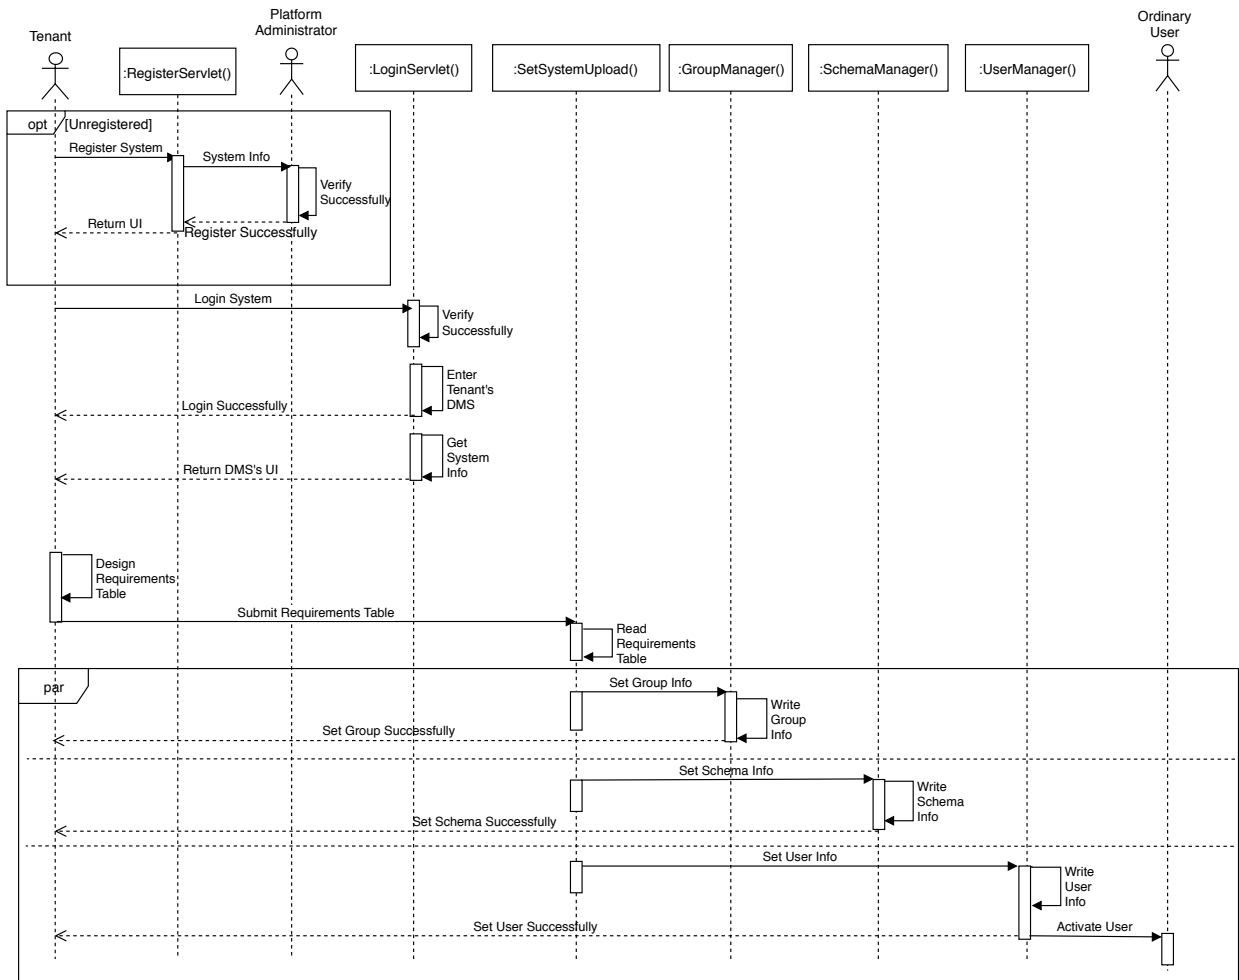 Platform
Administrator
Ordinary
User
Tenant
:RegisterServlet()
:LoginServlet()
:SetSystemUpload()
:GroupManager()
:SchemaManager()
:UserManager()
opt
[Unregistered]
Register System
System Info
Verify
Successfully
Return UI
Register Successfully
Login System
Verify
Successfully
Enter
Tenant's
DMS
Login Successfully
Get
System
Info
Return DMS's UI
Design
Requirements
Table
Submit Requirements Table
Read
Requirements
Table
par
Set Group Info
Write
Group
Info
Set Group Successfully
Set Schema Info
Write
Schema
Info
Set Schema Successfully
Set User Info
Write
User
Info
Set User Successfully
Activate User